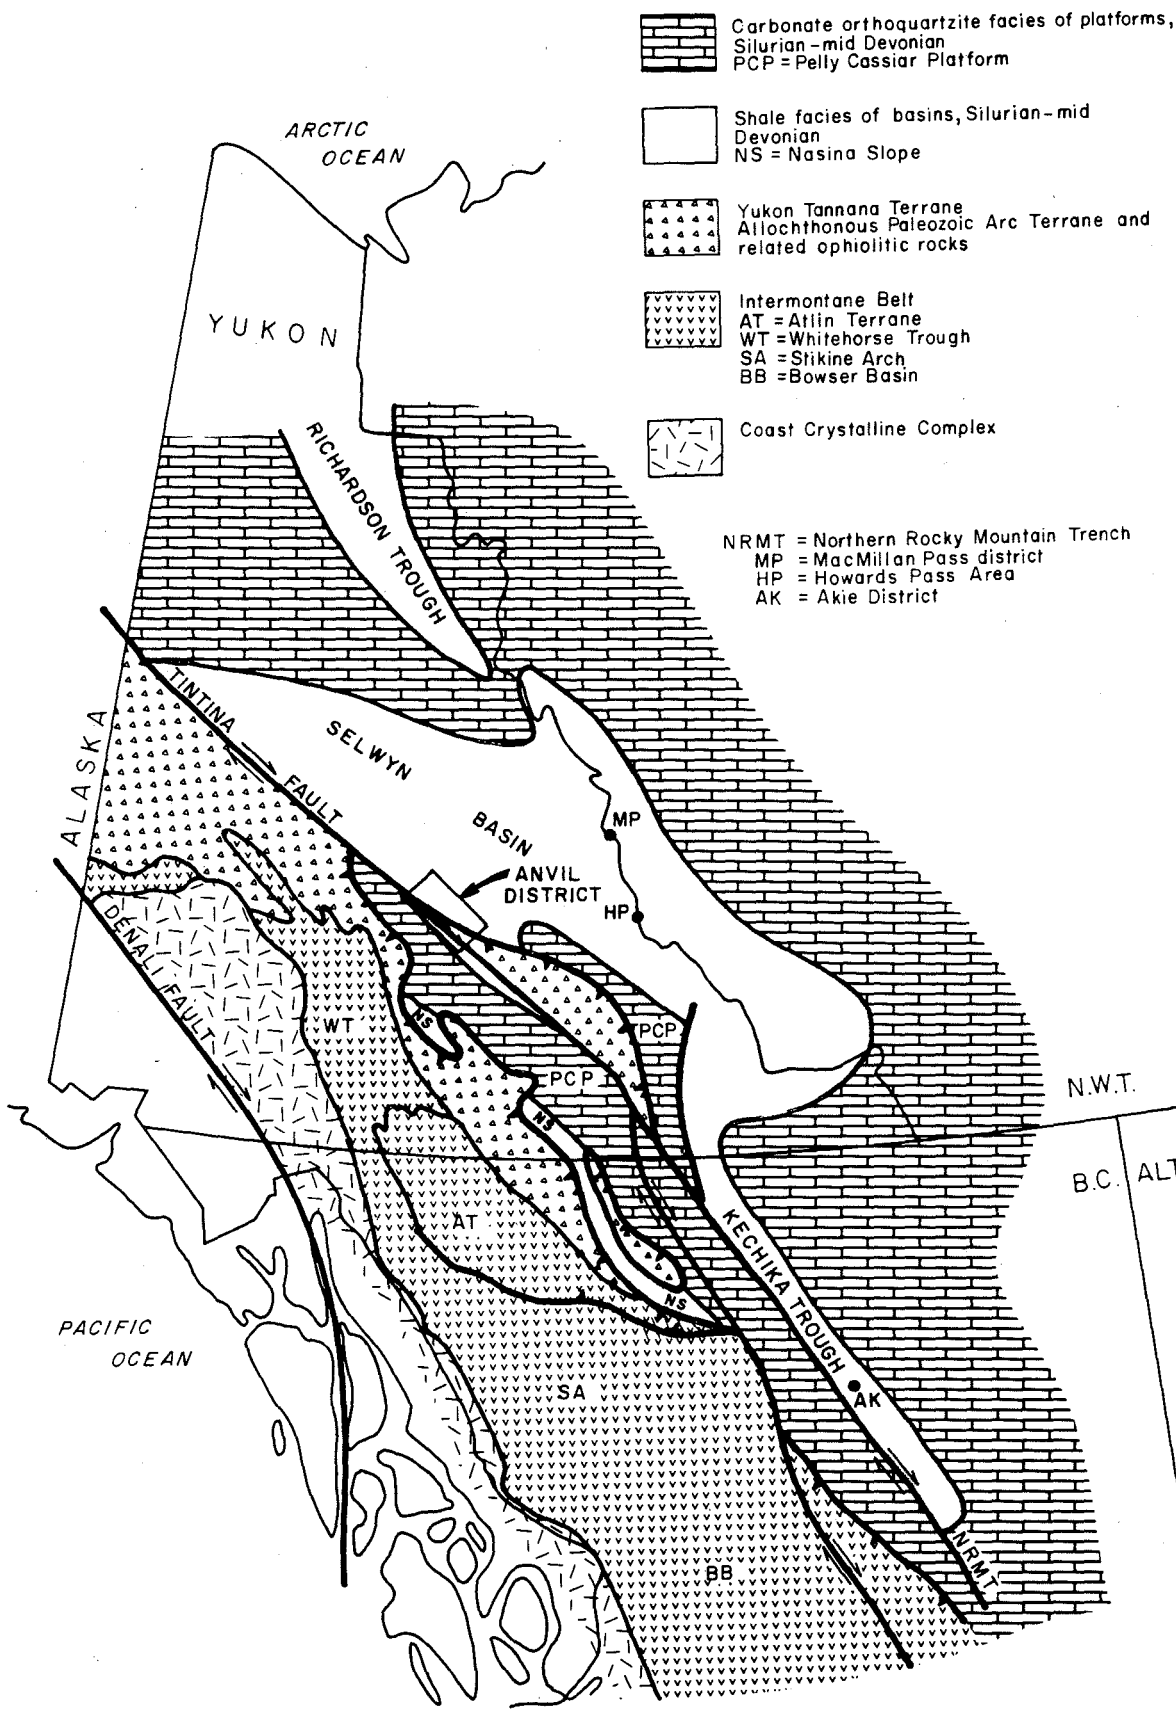 Carbonate orthoquartzite facies of platforms,
Silurian-mid Devonian
PCP = Pelly Cassiar Platform
Shale facies of basins, Silurian-mid
Devonian
NS = Nasina Slope
Yukon Tannana Terrane
Allochthonous Paleozoic Arc Terrane and
related ophiolitic rocks
Intermontane Belt
AT = Atlin Terrane
WT = Whitehorse Trough
SA = Stikine Arch
BB = Bowser Basin
Coast Crystalline Complex
NRMT = Northern Rocky Mountain Trench
MP = MacMillan Pass district
HP = Howards Pass Area
AK = Akie District
ARCTIC
OCEAN
YUKON
RICHARDSON TROUGH
ALASKA
TINTINA
FAULT
SELWYN
BASIN
MP
ANVIL
DISTRICT
HP
DENALI FAULT
WT
NS
PCP
PCP
NS
N.W.T.
B.C.
ALT
AT
KECHIKA TROUGH
NS
PACIFIC
OCEAN
SA
AK
BB
NRMT